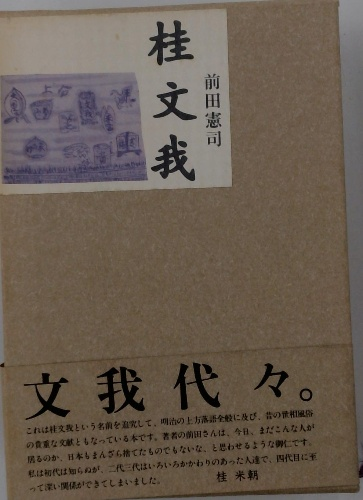 桂文我
前田憲司
文我代々。
これは桂文我という名前を追究して、明治の上方落語全般に及び、昔の世相風俗
の貴重な文献ともなっている本です。著者の前田さんは、今日、まだこんな人が
居るのか、日本もまんざら捨てたものでもないな、と思わせるような御仁です。
私は初代は知らぬが、二代三代はいろいろかかわりのあった人達で、四代目に至
って深い関係ができてしまいました。
桂 米朝